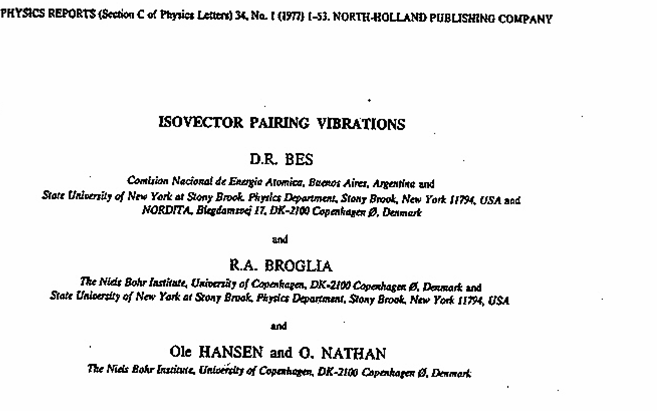 PHYSICS REPORTS (Section C of Physics Letters) 34, No. 1 (1977) 1–53. NORTH-HOLLAND PUBLISHING COMPANY
ISOVECTOR PAIRING VIBRATIONS
D.R. BES
Comision Nacional de Energia Atomica, Buenos Aires, Argentina and
State University of New York at Stony Brook, Physics Department, Stony Brook, New York 11794, USA and
NORDITA, Blegdamsvej 17, DK-2100 Copenhagen Ø, Denmark
and
R.A. BROGLIA
The Niels Bohr Institute, University of Copenhagen, DK-2100 Copenhagen Ø, Denmark and
State University of New York at Stony Brook, Physics Department, Stony Brook, New York 11794, USA
and
Ole HANSEN and O. NATHAN
The Niels Bohr Institute, University of Copenhagen, DK-2100 Copenhagen Ø, Denmark